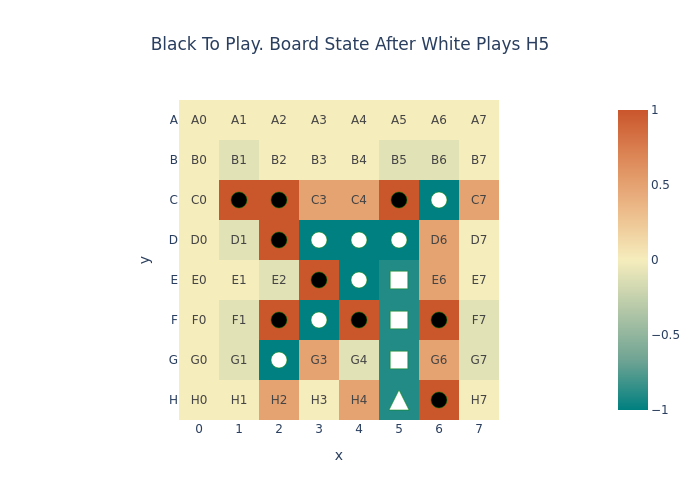 Black To Play. Board State After White Plays H5
A A0 A1 A2 A3 A4 A5 A6 A7
B B0 B1 B2 B3 B4 B5 B6 B7
C C0 C3 C4 C7
D D0 D1 D6 D7
E E0 E1 E2 E6 E7
F F0 F1 F7
G G0 G1 G3 G4 G6 G7
H H0 H1 H2 H3 H4 H7
0 1 2 3 4 5 6 7
x
y
1
0.5
0
−0.5
−1